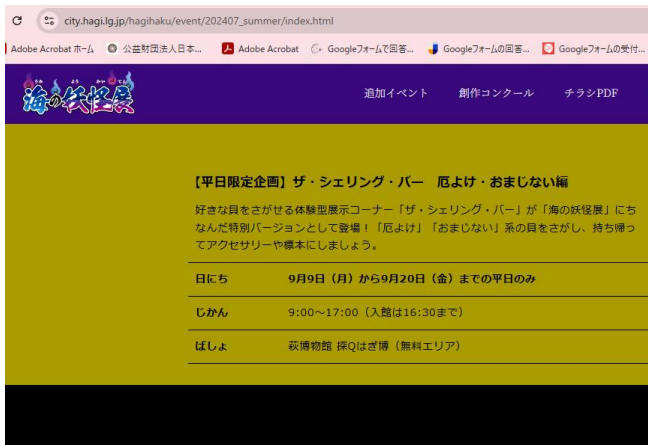 city.hagi.lg.jp/hagihaku/event/202407_summer/index.html
Adobe Acrobat ホーム 公益財団法人日本... Adobe Acrobat Googleフォームで回答... Googleフォームの回答... Googleフォームの受付...
うみ よう かい てん
海の妖怪展 追加イベント 創作コンクール チラシPDF
【平日限定企画】ザ・シェリング・バー 厄よけ・おまじない編
好きな貝をさがせる体験型展示コーナー「ザ・シェリング・バー」が「海の妖怪展」にち
なんだ特別バージョンとして登場！「厄よけ」「おまじない」系の貝をさがし、持ち帰っ
てアクセサリーや標本にしましょう。
日にち 9月9日（月）から9月20日（金）までの平日のみ
じかん 9:00～17:00（入館は16:30まで）
ばしょ 萩博物館 探Qはぎ博（無料エリア）